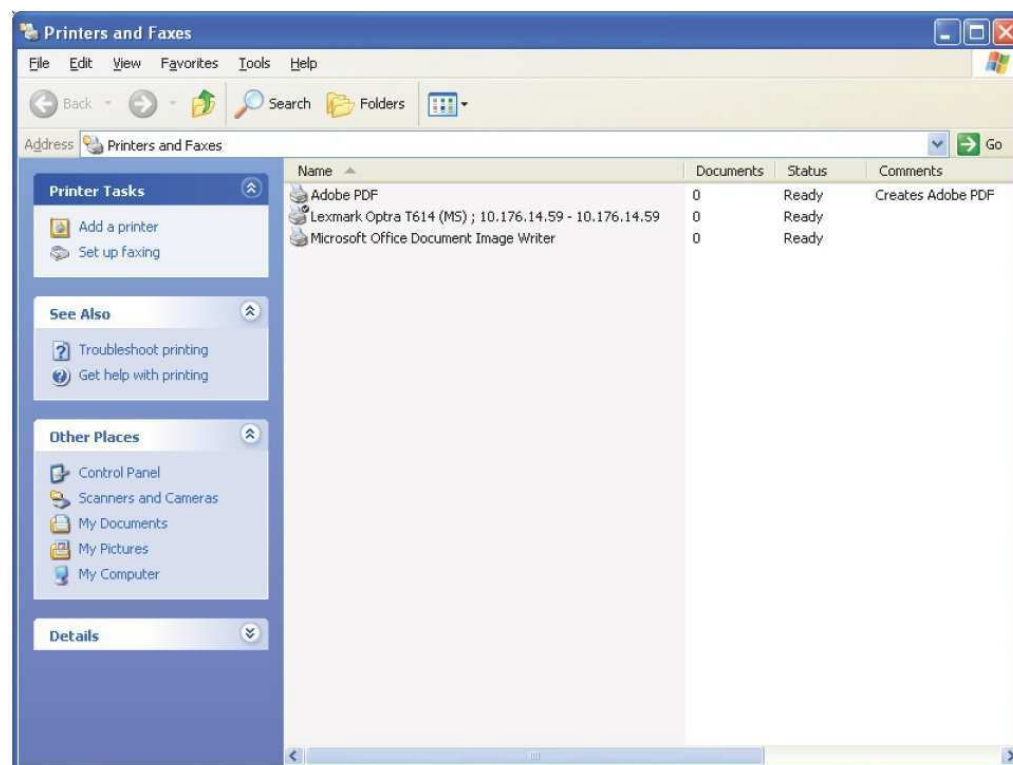 Printers and Faxes
File Edit View Favorites Tools Help
Back Search Folders
Address Printers and Faxes Go
Printer Tasks
Add a printer
Set up faxing
See Also
Troubleshoot printing
Get help with printing
Other Places
Control Panel
Scanners and Cameras
My Documents
My Pictures
My Computer
Details
Name Documents Status Comments
Adobe PDF 0 Ready Creates Adobe PDF
Lexmark Optra T614 (MS) ; 10.176.14.59 - 10.176.14.59 0 Ready
Microsoft Office Document Image Writer 0 Ready